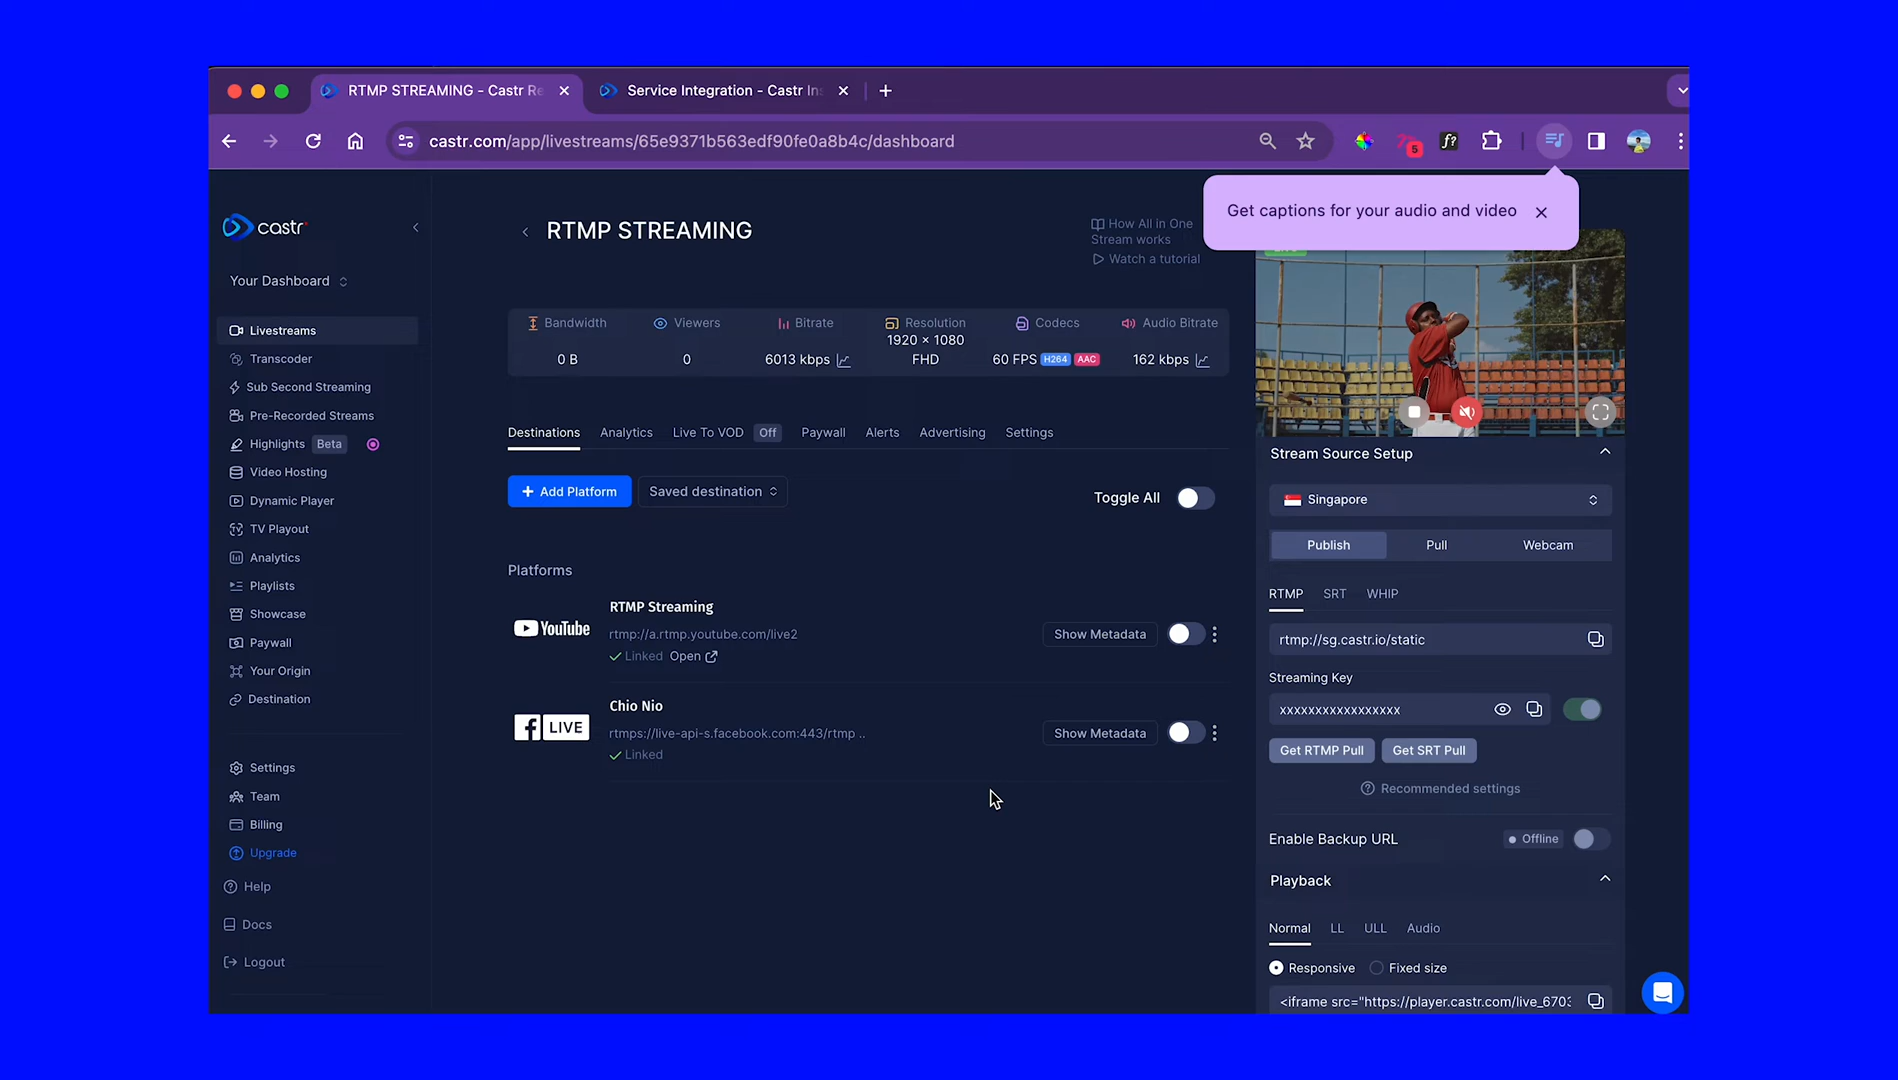 RTMP STREAMING - Castr Re
Service Integration - Castr In
castr.com/app/livestreams/65e9371b563edf90fe0a8b4c/dashboard
5
f?
Get captions for your audio and video
castr
Your Dashboard
Livestreams
Transcoder
Sub Second Streaming
Pre-Recorded Streams
Highlights Beta
Video Hosting
Dynamic Player
TV Playout
Analytics
Playlists
Showcase
Paywall
Your Origin
Destination
Settings
Team
Billing
Upgrade
Help
Docs
Logout
RTMP STREAMING
How All in One
Stream works
Watch a tutorial
Bandwidth
0 B
Viewers
0
Bitrate
6013 kbps
Resolution
1920 × 1080
FHD
Codecs
60 FPS H264 AAC
Audio Bitrate
162 kbps
Destinations Analytics Live To VOD Off Paywall Alerts Advertising Settings
+ Add Platform
Saved destination
Toggle All
Platforms
YouTube
RTMP Streaming
rtmp://a.rtmp.youtube.com/live2
Linked Open
Show Metadata
f LIVE
Chio Nio
rtmps://live-api-s.facebook.com:443/rtmp ..
Linked
Show Metadata
Stream Source Setup
Singapore
Publish Pull Webcam
RTMP SRT WHIP
rtmp://sg.castr.io/static
Streaming Key
xxxxxxxxxxxxxxxxx
Get RTMP Pull Get SRT Pull
Recommended settings
Enable Backup URL Offline
Playback
Normal LL ULL Audio
Responsive Fixed size
<iframe src="https://player.castr.com/live_6703